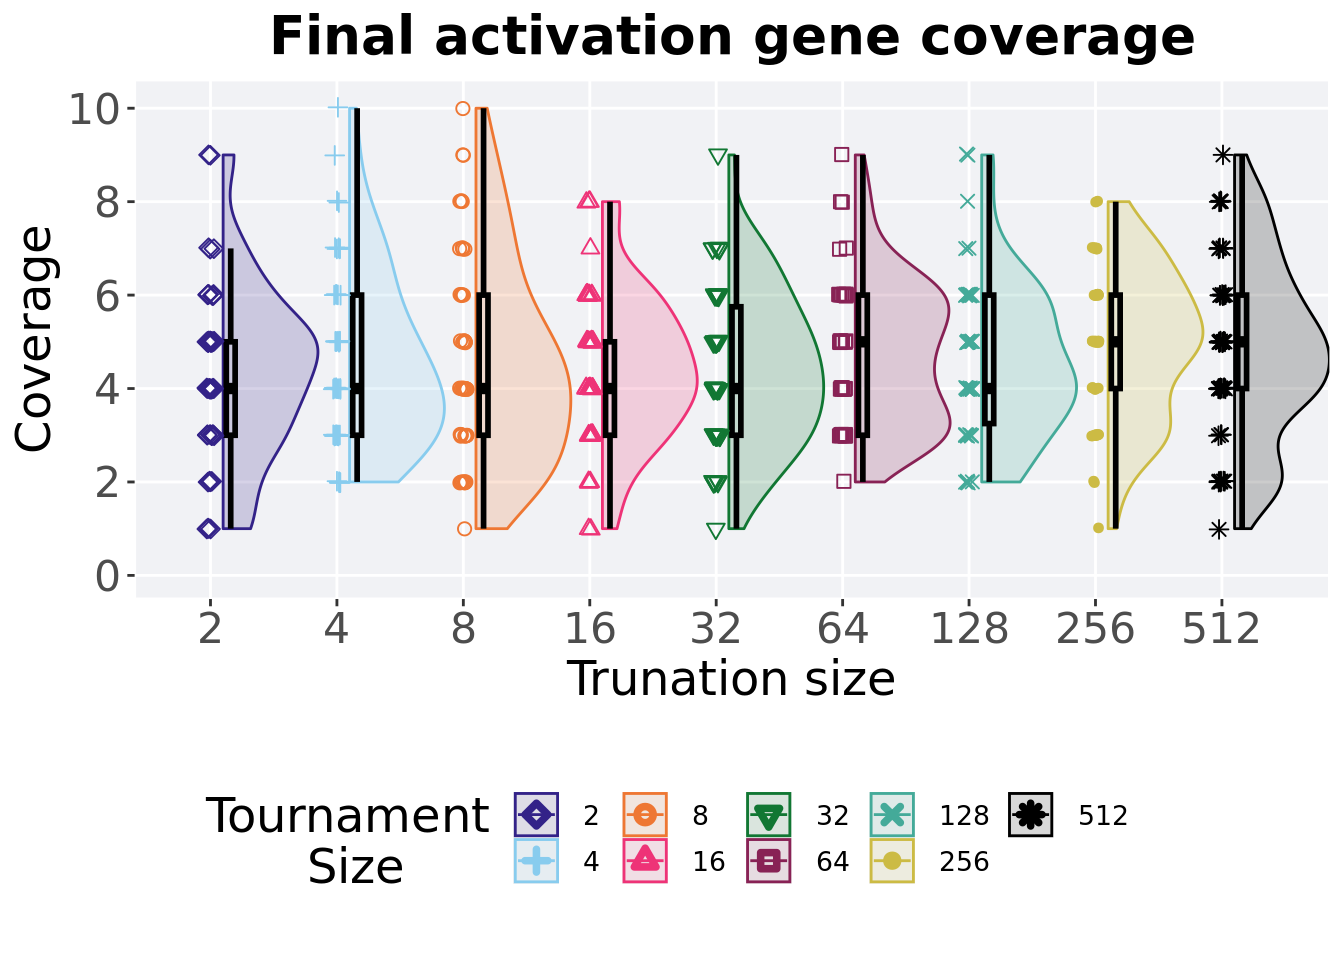 Final activation gene coverage
Coverage
10
8
6
4
2
0
2 4 8 16 32 64 128 256 512
Trunation size
Tournament
Size
2 8 32 128 512
4 16 64 256